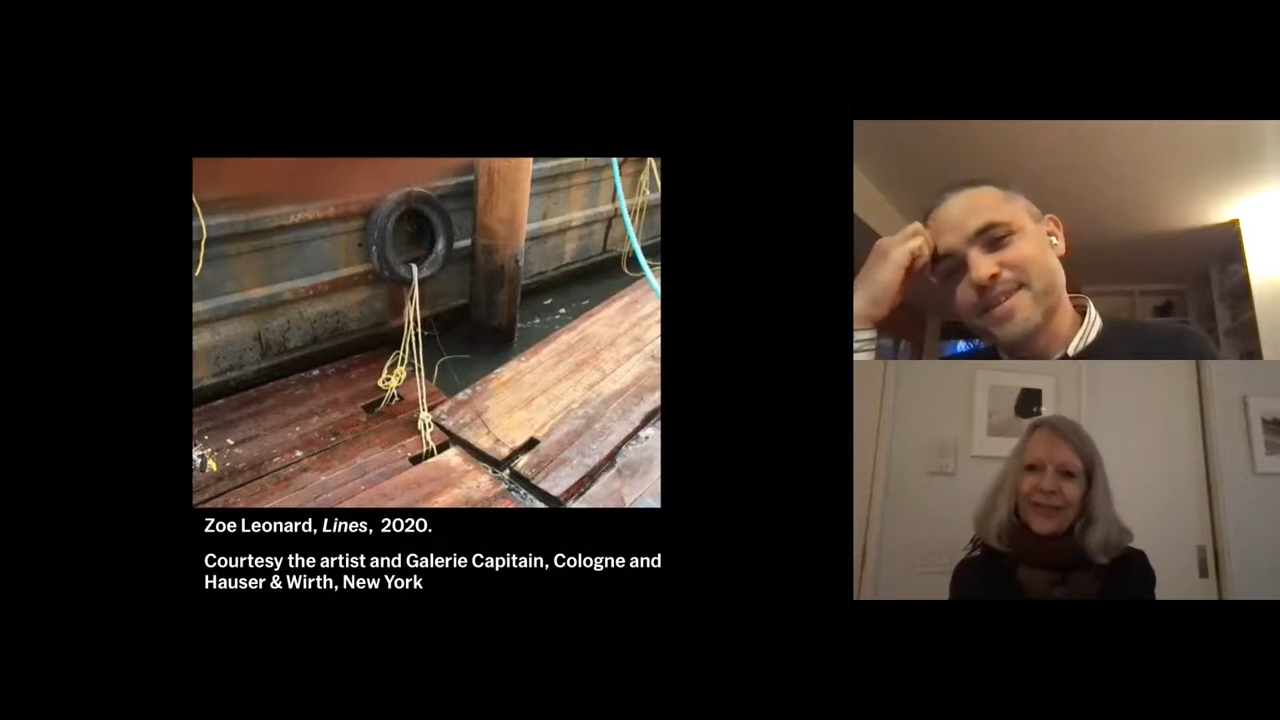 Zoe Leonard, Lines, 2020.
Courtesy the artist and Galerie Capitain, Cologne and
Hauser & Wirth, New York